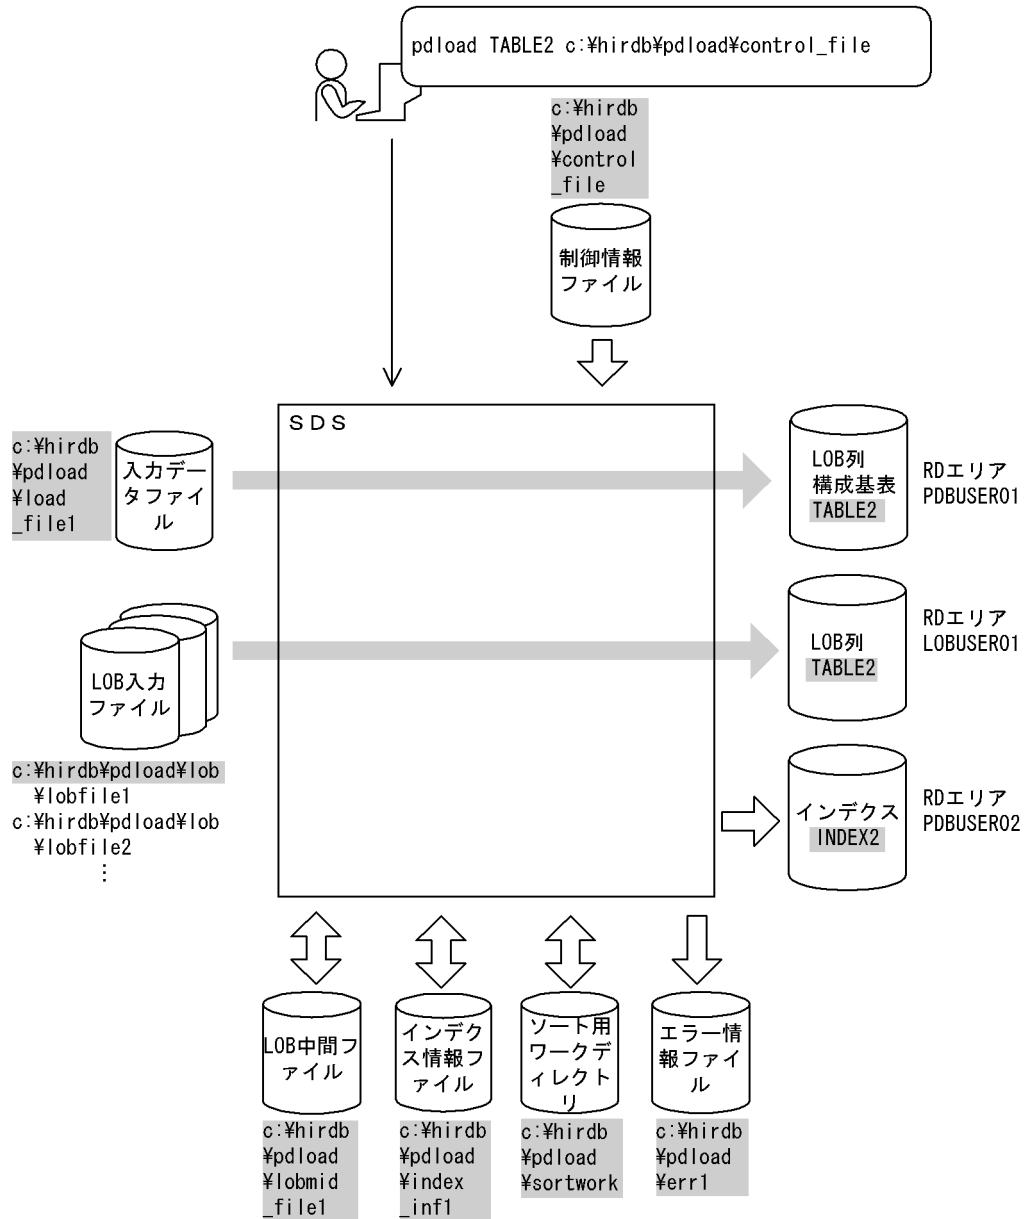 pdload TABLE2 c:¥hirdb¥pdload¥control_file
c:¥hirdb
¥pdload
¥control
_file
制御情報
ファイル
SDS
c:¥hirdb
¥pdload
¥load
_file1
入力デー
タファイ
ル
LOB列
構成基表
TABLE2
RDエリア
PDBUSER01
LOB入力
ファイル
c:¥hirdb¥pdload¥lob
¥lobfile1
c:¥hirdb¥pdload¥lob
¥lobfile2
⋮
LOB列
TABLE2
RDエリア
LOBUSER01
インデクス
INDEX2
RDエリア
PDBUSER02
LOB中間フ
ァイル
c:¥hirdb
¥pdload
¥lobmid
_file1
インデク
ス情報フ
ァイル
c:¥hirdb
¥pdload
¥index
_inf1
ソート用
ワークデ
ィレクト
リ
c:¥hirdb
¥pdload
¥sortwork
エラー情
報ファイ
ル
c:¥hirdb
¥pdload
¥err1